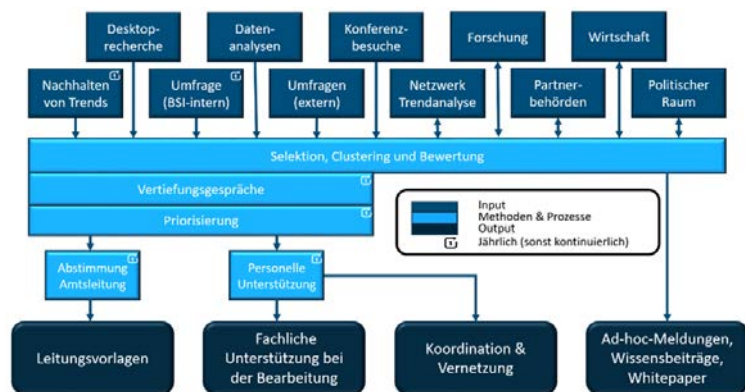 Desktop-
recherche
Daten-
analysen
Konferenz-
besuche
Forschung
Wirtschaft
Nachhalten
von Trends
Umfrage
(BSI-intern)
Umfragen
(extern)
Netzwerk
Trendanalyse
Partner-
behörden
Politischer
Raum
Selektion, Clustering und Bewertung
Vertiefungsgespräche
Priorisierung
Input
Methoden & Prozesse
Output
Jährlich (sonst kontinuierlich)
Abstimmung
Amtsleitung
Personelle
Unterstützung
Leitungsvorlagen
Fachliche
Unterstützung bei
der Bearbeitung
Koordination &
Vernetzung
Ad-hoc-Meldungen,
Wissensbeiträge,
Whitepaper